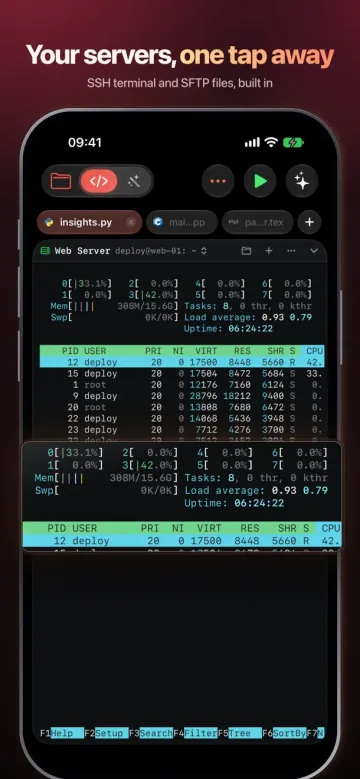 Your servers, one tap away
SSH terminal and SFTP files, built in
09:41
insights.py
mai...pp
pa...r.tex
Web Server deploy@web-01: ~
0[|33.1%] 2[ 0.0%] 4[ 0.0%] 6[ 0.0%]
1[ 0.0%] 3[|42.0%] 5[ 0.0%] 7[ 0.0%]
Mem[|||| 308M/15.6G] Tasks: 8, 0 thr, 0 kthr
Swp[ 0K/0K] Load average: 0.93 0.79
Uptime: 06:24:22
PID USER PRI NI VIRT RES SHR S CPU
12 deploy 20 0 17500 8448 5660 R 42.
15 deploy 20 0 17504 8472 5684 S 33.
1 root 20 0 12176 7160 6124 S 0.
9 deploy 20 0 28796 18212 9400 S 0.
20 root 20 0 13808 7680 6472 S 0.
22 deploy 20 0 14068 5436 3948 S 0.
23 deploy 20 0 7712 4276 3700 S 0.
0[|33.1%] 2[ 0.0%] 4[ 0.0%] 6[ 0.0%]
1[ 0.0%] 3[|42.0%] 5[ 0.0%] 7[ 0.0%]
Mem[|||| 308M/15.6G] Tasks: 8, 0 thr, 0 kthr
Swp[ 0K/0K] Load average: 0.93 0.79
Uptime: 06:24:22
PID USER PRI NI VIRT RES SHR S CPU
12 deploy 20 0 17500 8448 5660 R 42.
F1Help F2Setup F3Search F4Filter F5Tree F6SortBy F7N